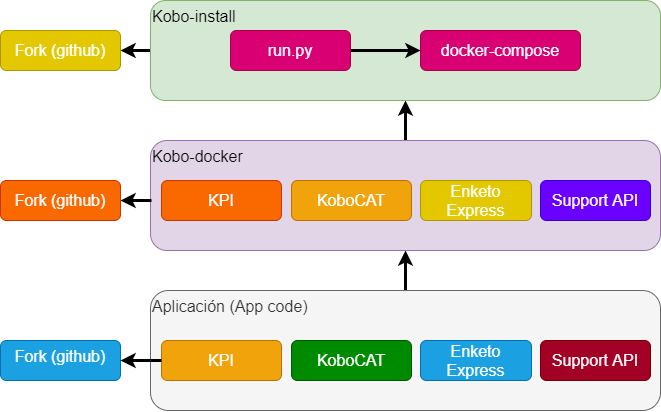 Kobo-install
Fork (github)
run.py
docker-compose
Kobo-docker
Fork (github)
KPI
KoboCAT
Enketo
Express
Support API
Aplicación (App code)
Fork (github)
KPI
KoboCAT
Enketo
Express
Support API